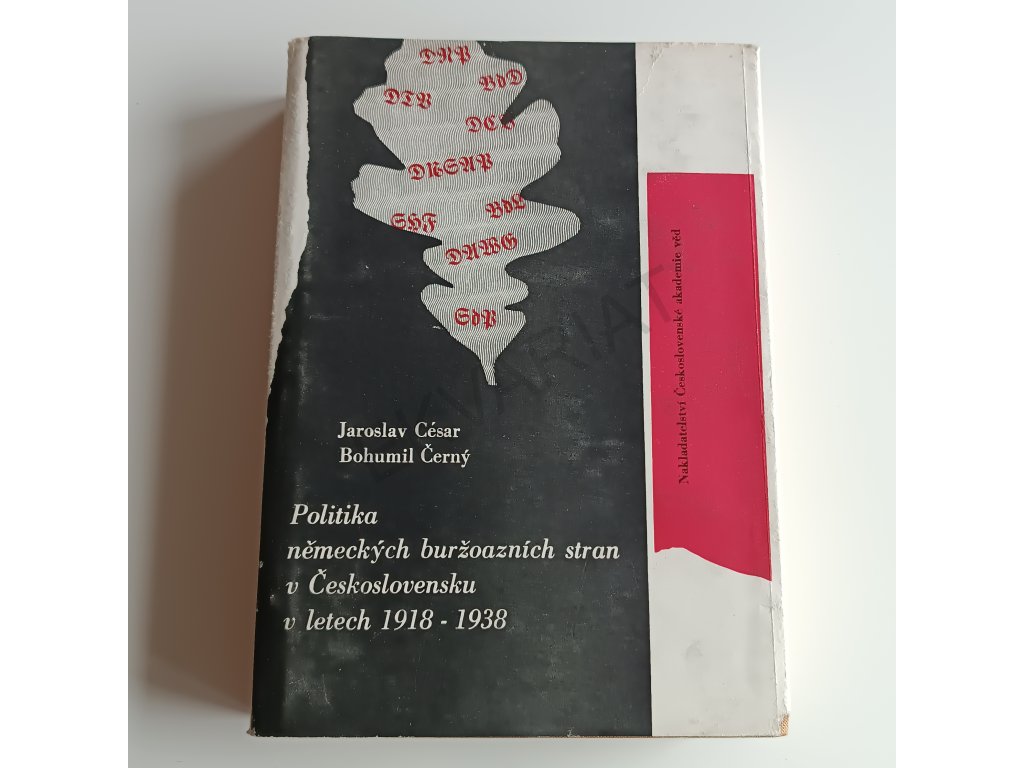 DNP
BdD
DTV
DCV
DNSAP
BdL
SHF
DAWG
SdP
Jaroslav César
Bohumil Černý
Politika
německých buržoazních stran
v Československu
v letech 1918 - 1938
Nakladatelství Československé akademie věd